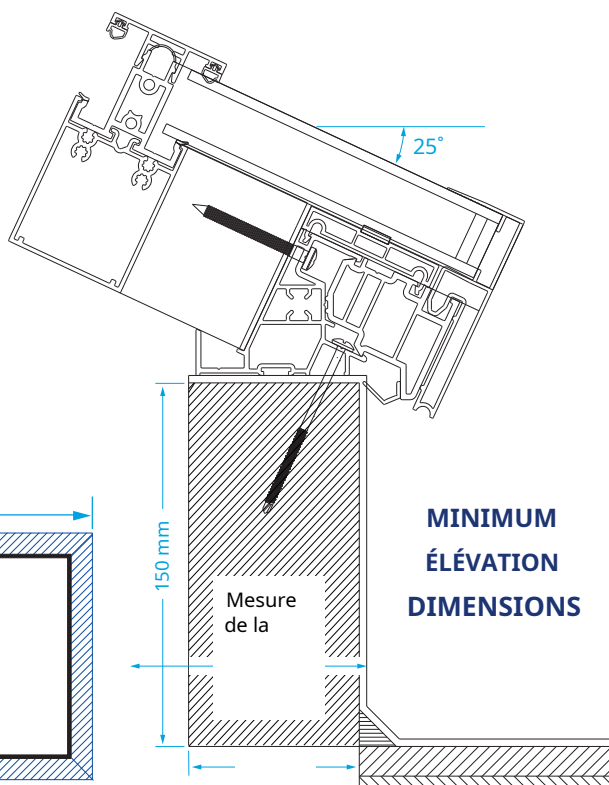 25°
150 mm
MINIMUM
ÉLÉVATION
DIMENSIONS
Mesure
de la